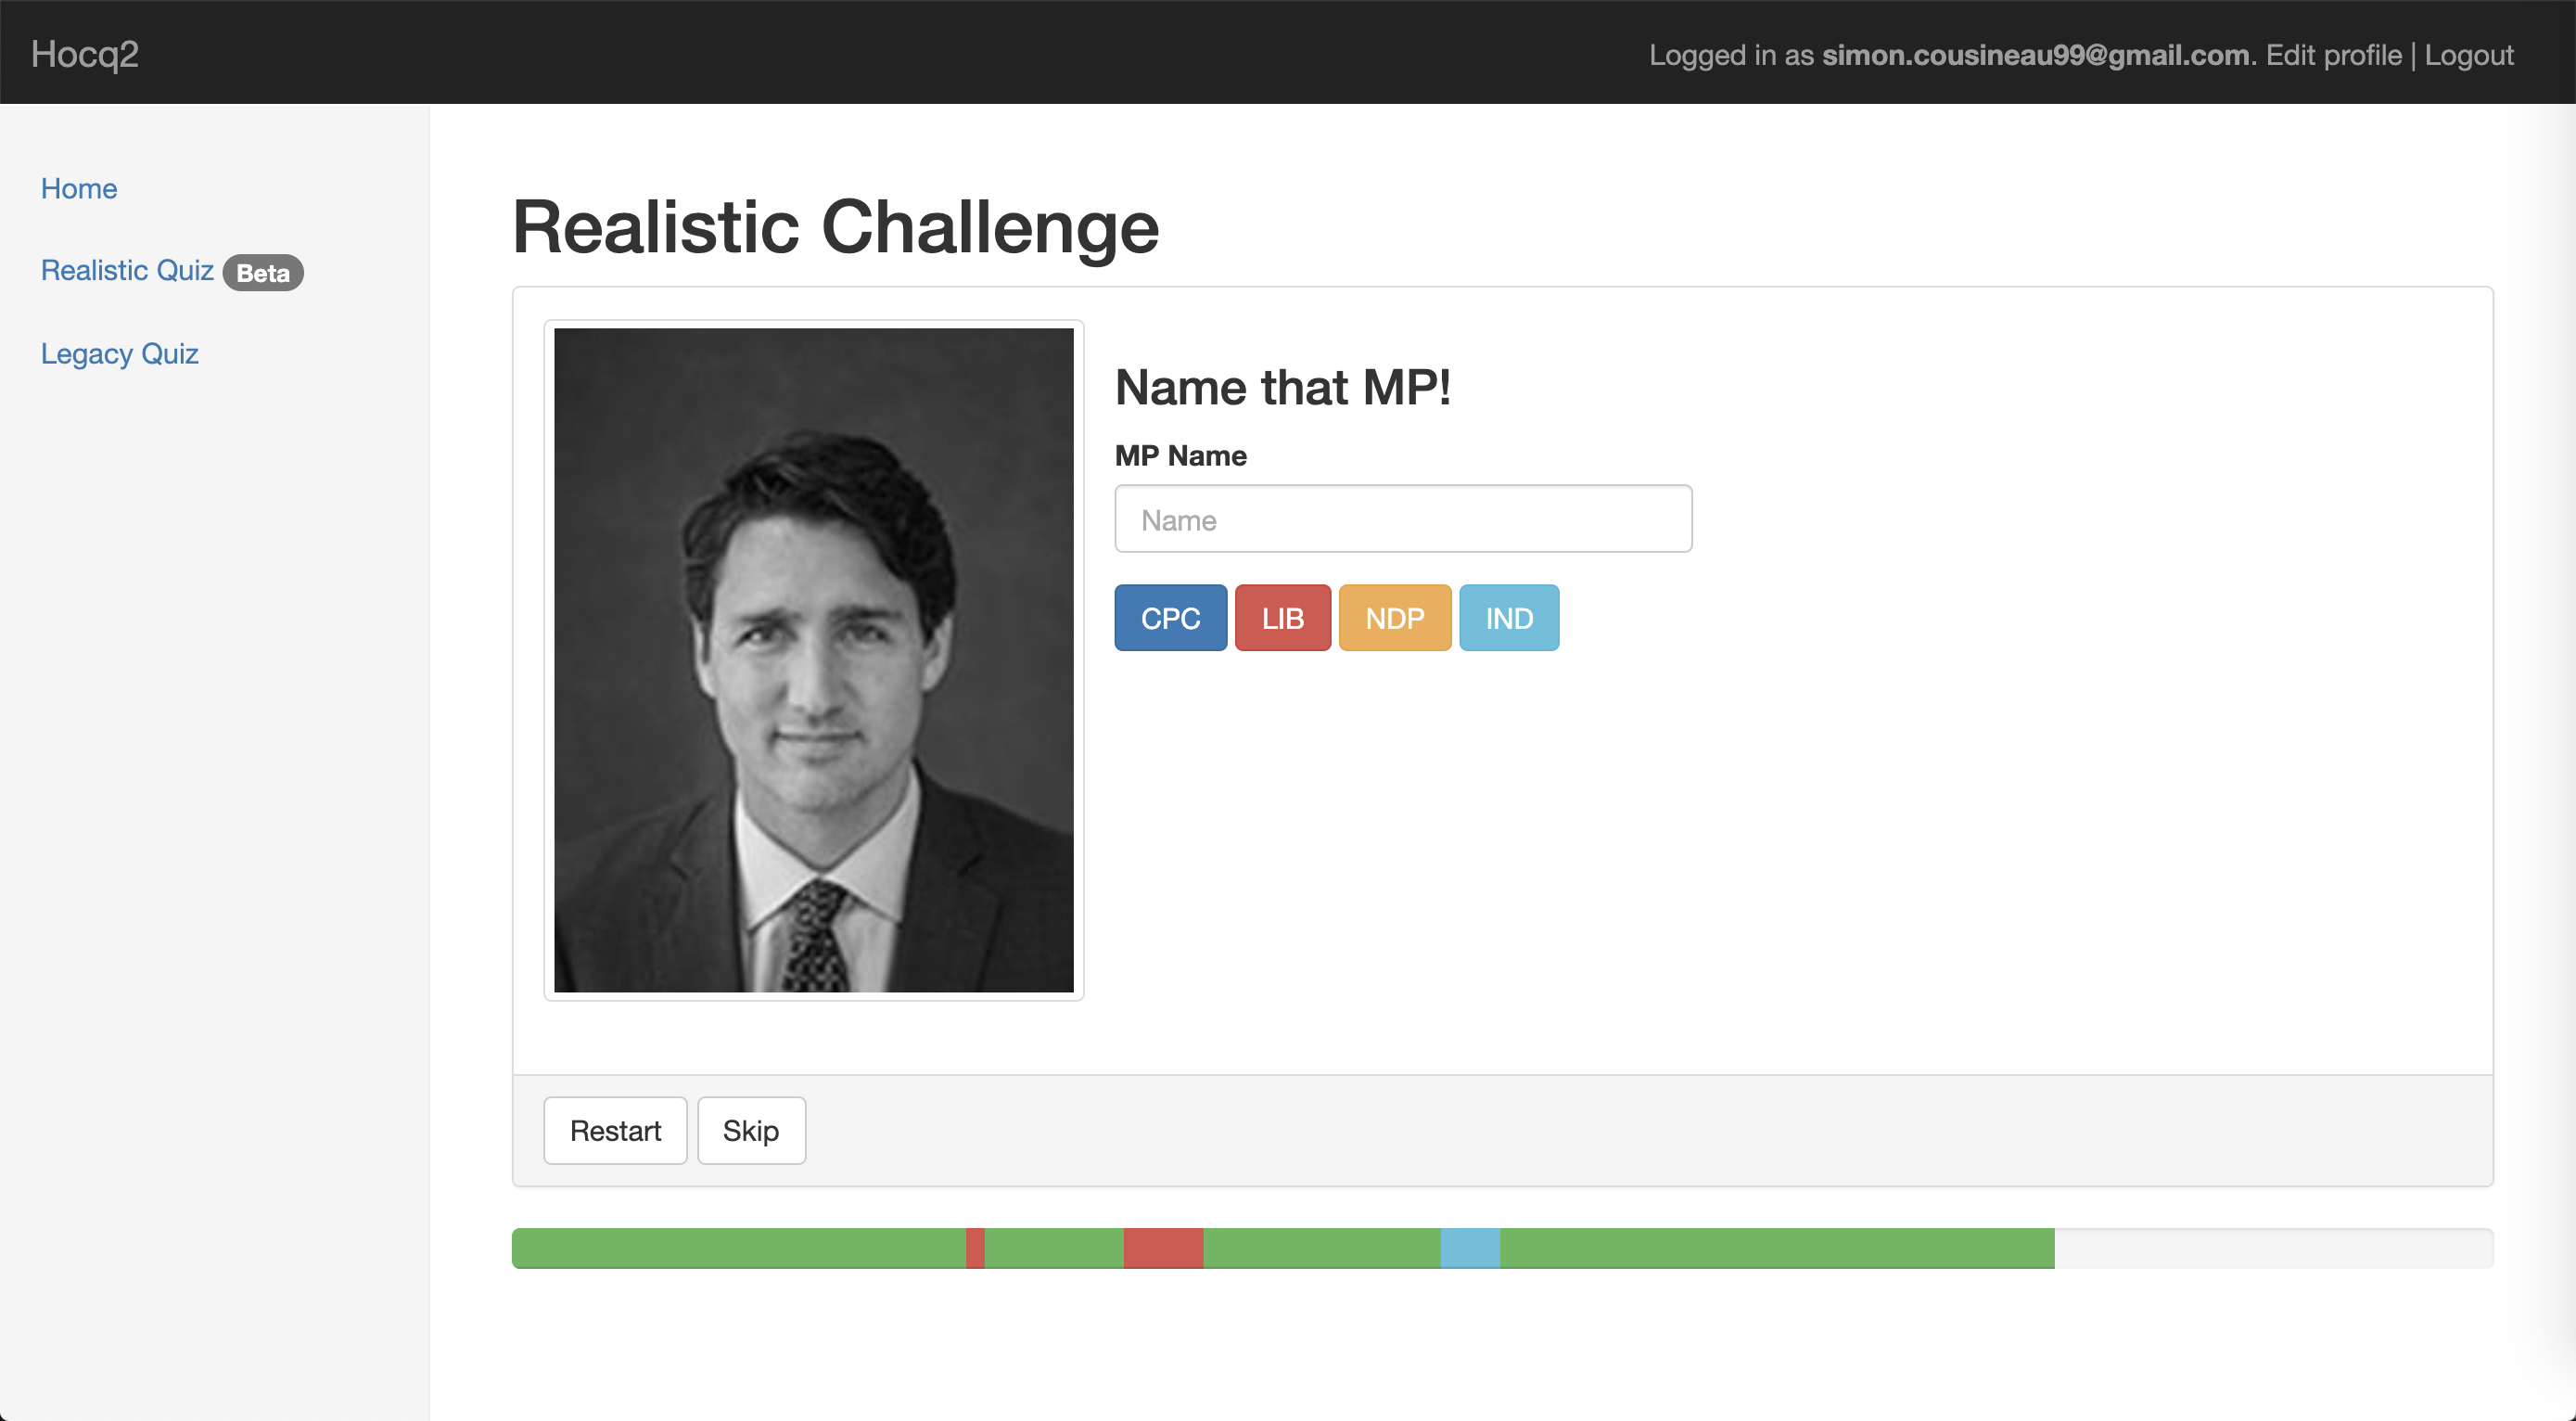 Hocq2
Logged in as simon.cousineau99@gmail.com. Edit profile | Logout
Home
Realistic Quiz Beta
Legacy Quiz
Realistic Challenge
Name that MP!
MP Name
Name
CPC LIB NDP IND
Restart Skip